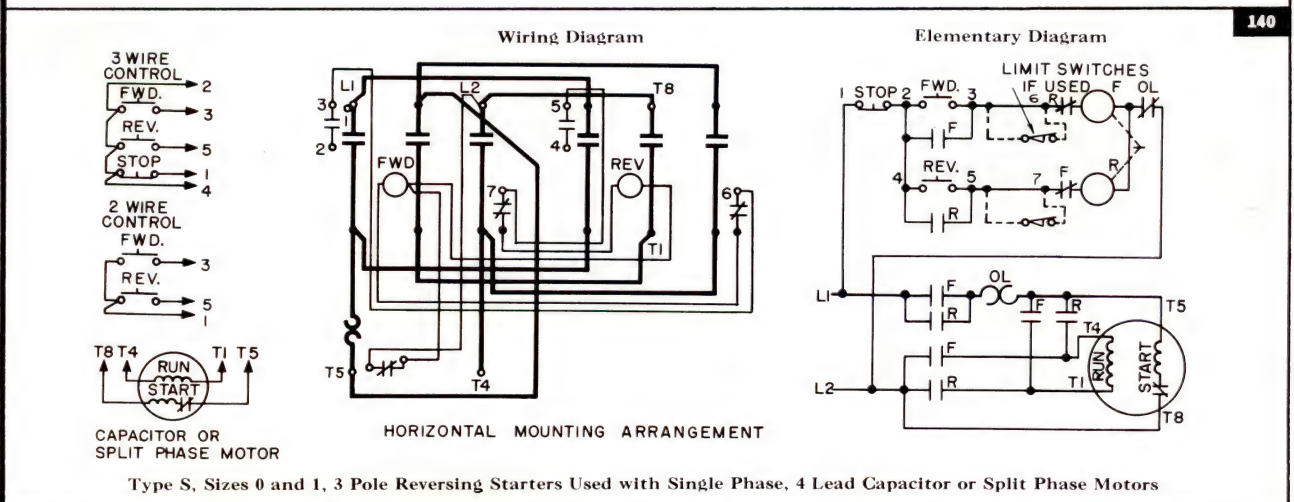 140
Wiring Diagram
3 WIRE
CONTROL
2
FWD.
3
REV.
5
STOP
1
4
2 WIRE
CONTROL
FWD.
3
REV.
5
1
T8 T4 T1 T5
RUN
START
CAPACITOR OR
SPLIT PHASE MOTOR
L1 L2 T8
3 1 5
2 4
FWD REV
7 6
T1
T5 T4
HORIZONTAL MOUNTING ARRANGEMENT
Elementary Diagram
LIMIT SWITCHES
IF USED F OL
1 STOP 2 FWD. 3 6 R
F
REV. R
4 5 7 F
R
OL
L1 F F R T5
R T4
F
L2 R T1 RUN START
T8
Type S, Sizes 0 and 1, 3 Pole Reversing Starters Used with Single Phase, 4 Lead Capacitor or Split Phase Motors